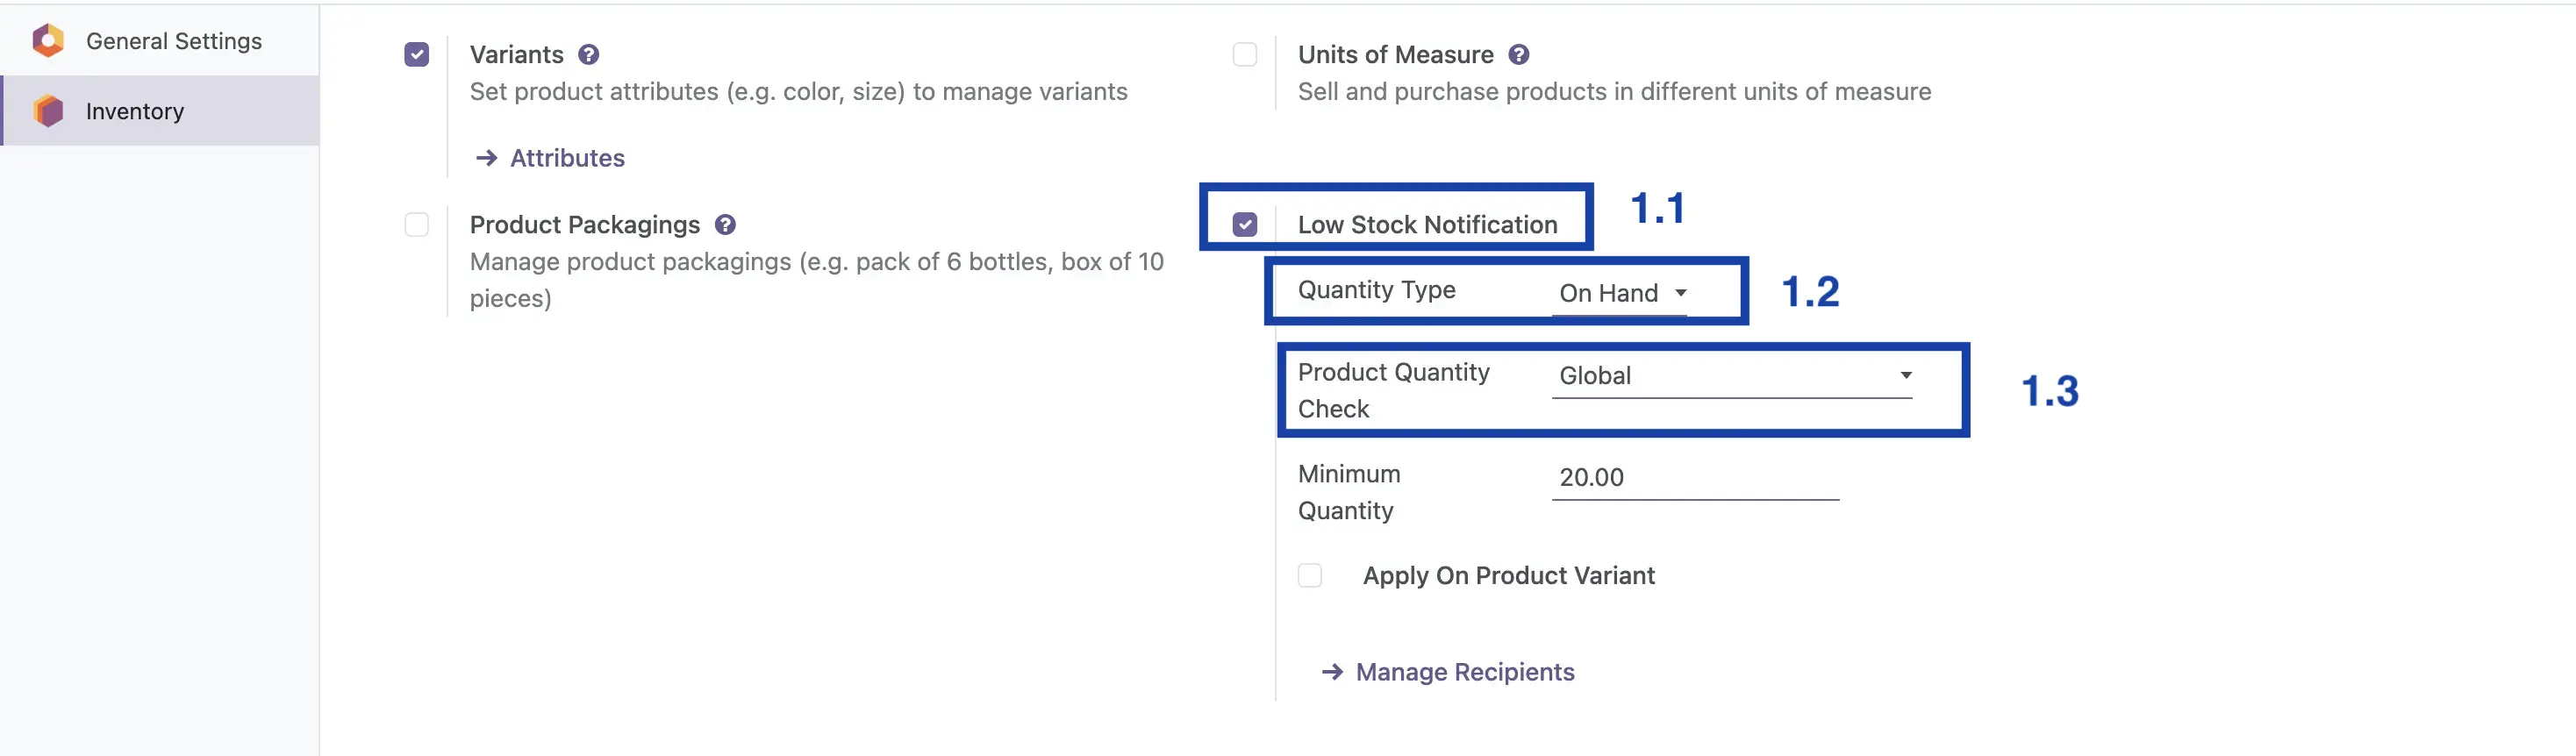 General Settings
Inventory
Variants
Set product attributes (e.g. color, size) to manage variants
→ Attributes
Product Packagings
Manage product packagings (e.g. pack of 6 bottles, box of 10
pieces)
Units of Measure
Sell and purchase products in different units of measure
Low Stock Notification
1.1
Quantity Type On Hand
1.2
Product Quantity Global
Check
1.3
Minimum 20.00
Quantity
Apply On Product Variant
→ Manage Recipients